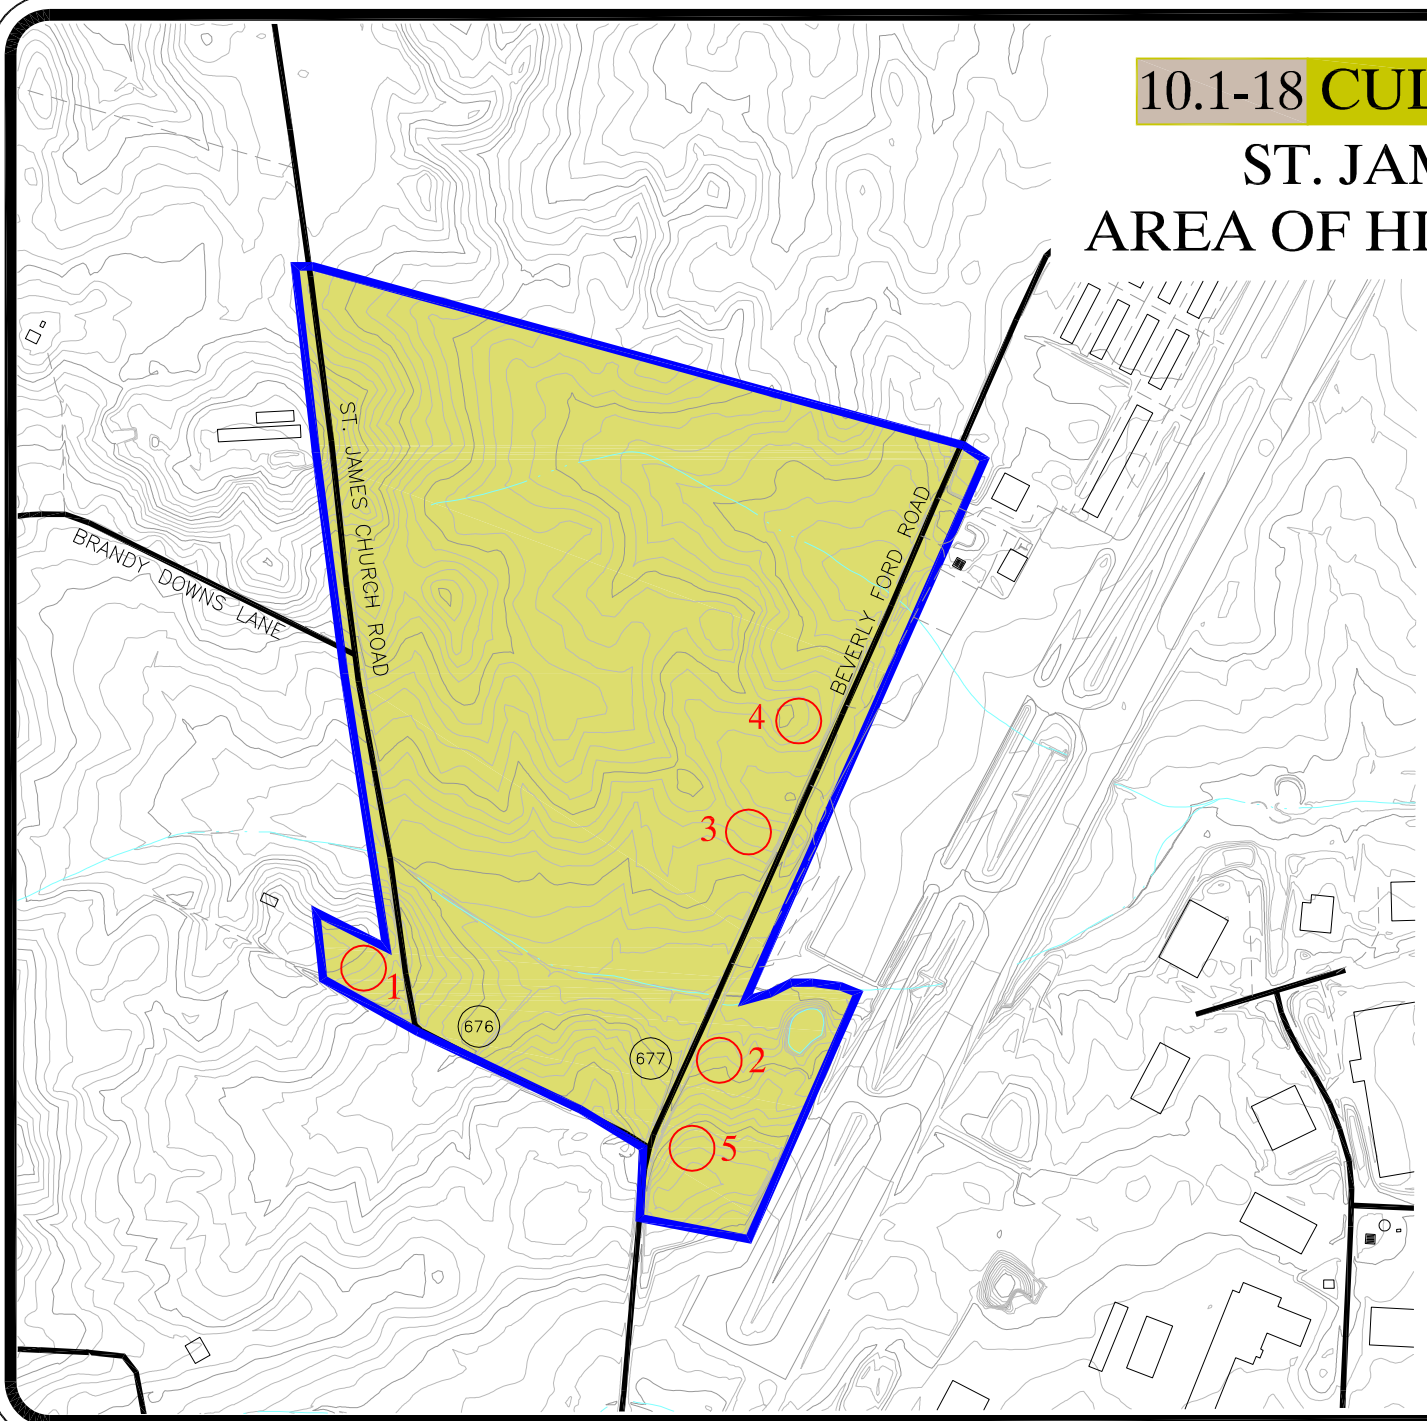 10.1-18 CUL
ST. JAM
AREA OF HI
ST. JAMES CHURCH ROAD
BEVERLY FORD ROAD
BRANDY DOWNS LANE
4
3
1
676
677
2
5